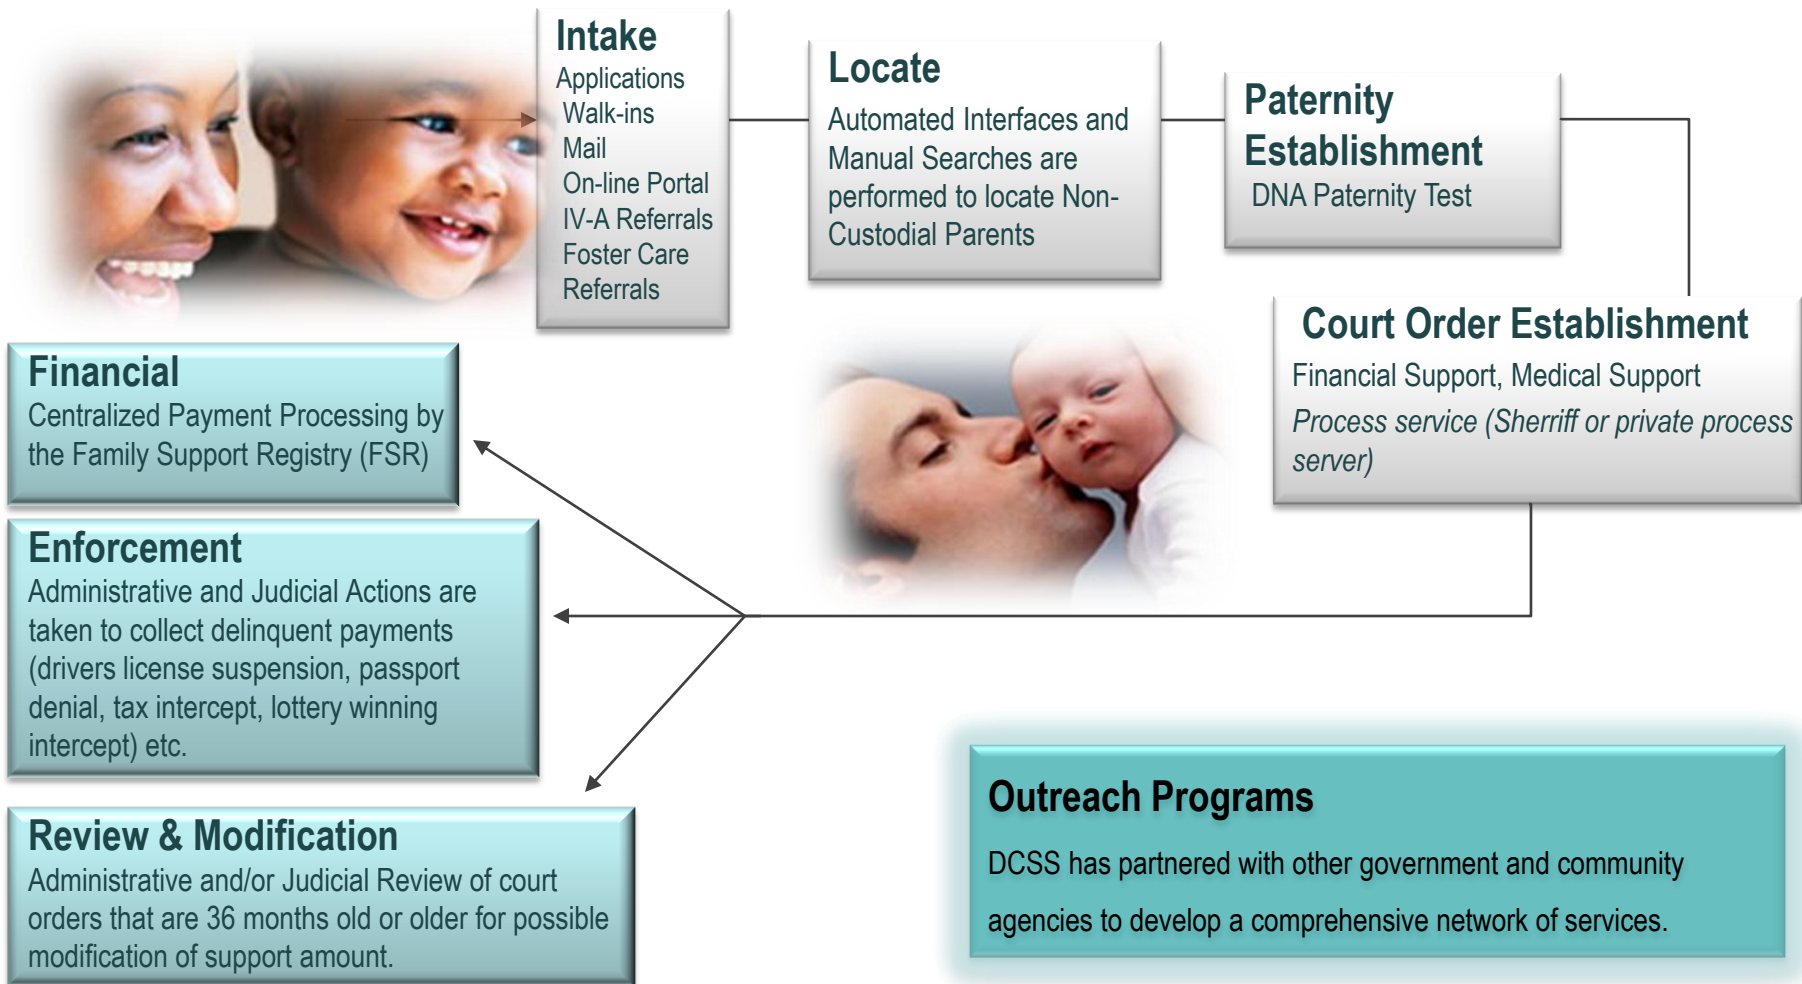 Intake
Applications
Walk-ins
Mail
On-line Portal
IV-A Referrals
Foster Care
Referrals
Locate
Automated Interfaces and
Manual Searches are
performed to locate Non-
Custodial Parents
Paternity
Establishment
DNA Paternity Test
Court Order Establishment
Financial Support, Medical Support
Process service (Sherriff or private process
server)
Financial
Centralized Payment Processing by
the Family Support Registry (FSR)
Enforcement
Administrative and Judicial Actions are
taken to collect delinquent payments
(drivers license suspension, passport
denial, tax intercept, lottery winning
intercept) etc.
Review & Modification
Administrative and/or Judicial Review of court
orders that are 36 months old or older for possible
modification of support amount.
Outreach Programs
DCSS has partnered with other government and community
agencies to develop a comprehensive network of services.